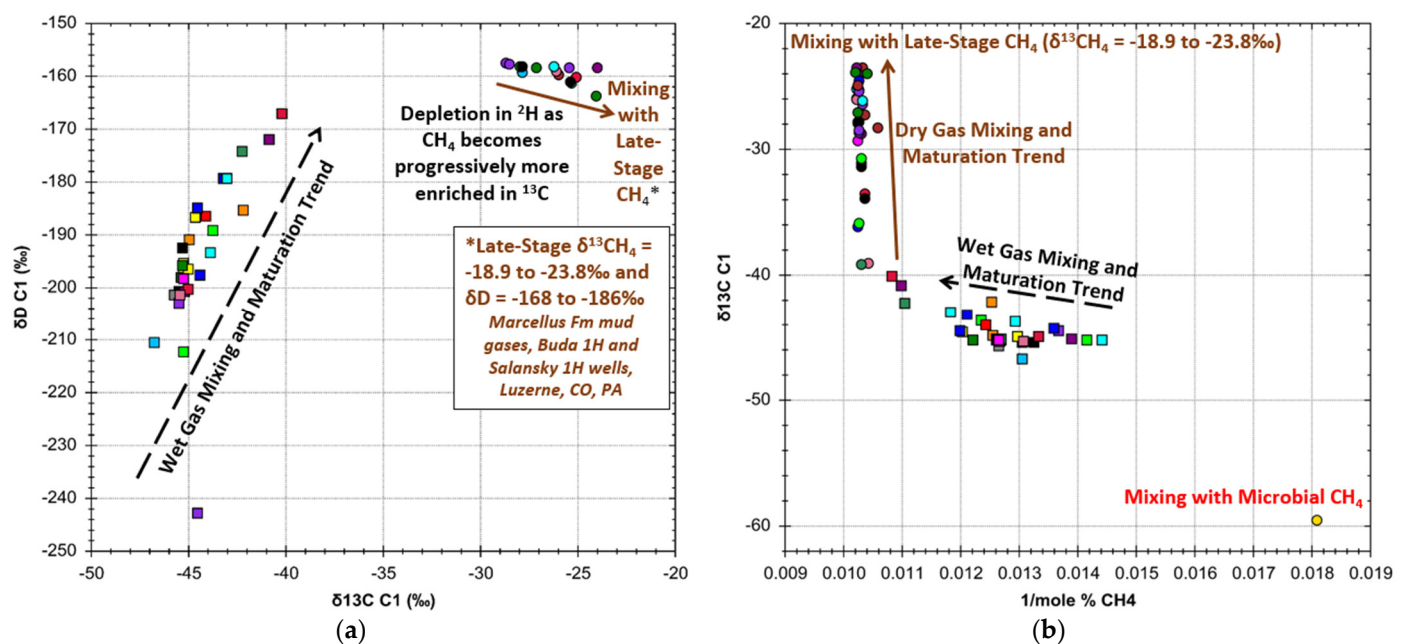 -150
-160
-170
-180
-190
-200
-210
-220
-230
-240
-250
δD C1 (‰)
-50
-45
-40
-35
-30
-25
-20
δ13C C1 (‰)
Wet Gas Mixing and Maturation Trend
Depletion in ²H as
CH₄ becomes
progressively more
enriched in ¹³C
Mixing
with
Late-
Stage
CH₄*
*Late-Stage δ¹³CH₄ =
-18.9 to -23.8‰ and
δD = -168 to -186‰
Marcellus Fm mud
gases, Buda 1H and
Salansky 1H wells,
Luzerne, CO, PA
(a)
-20
-30
-40
-50
-60
δ13C C1
Mixing with Late-Stage CH₄ (δ¹³CH₄ = -18.9 to -23.8‰)
Dry Gas Mixing and
Maturation Trend
Wet Gas Mixing and
Maturation Trend
Mixing with Microbial CH₄
0.009
0.010
0.011
0.012
0.013
0.014
0.015
0.016
0.017
0.018
0.019
1/mole % CH4
(b)